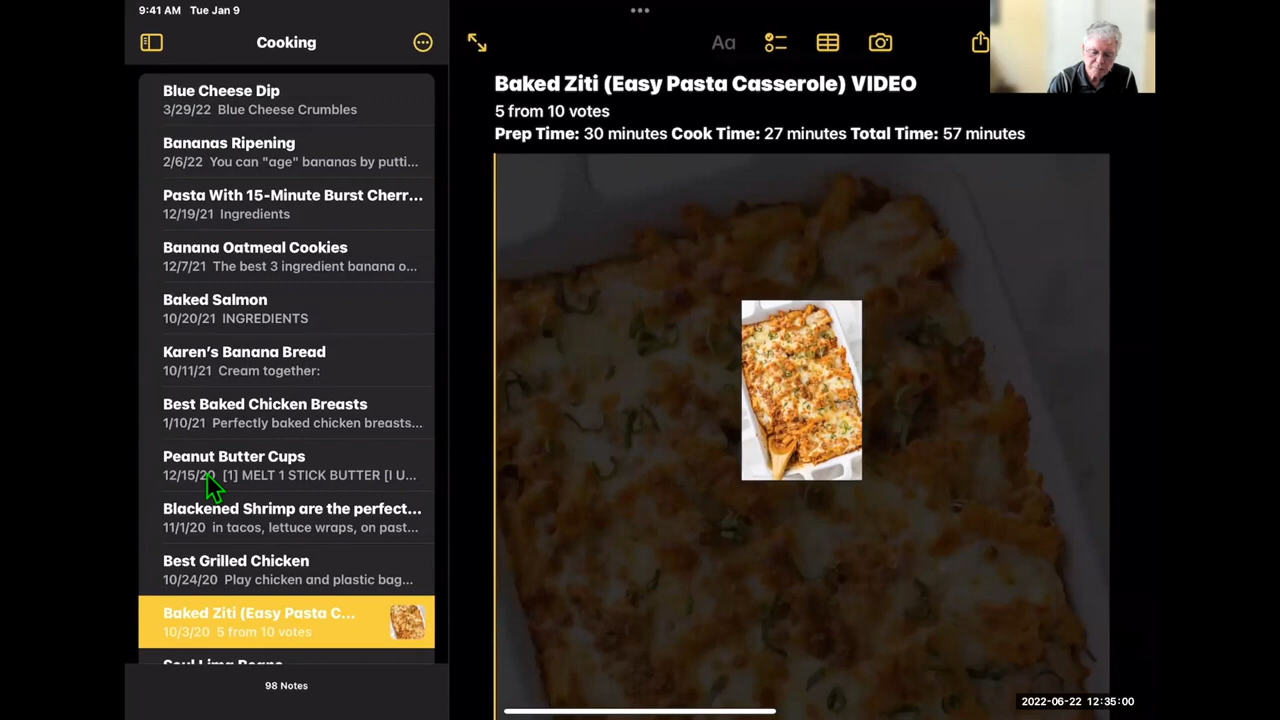 9:41 AM Tue Jan 9
Cooking
Blue Cheese Dip
3/29/22 Blue Cheese Crumbles
Bananas Ripening
2/6/22 You can "age" bananas by putti...
Pasta With 15-Minute Burst Cherr...
12/19/21 Ingredients
Banana Oatmeal Cookies
12/7/21 The best 3 ingredient banana o...
Baked Salmon
10/20/21 INGREDIENTS
Karen's Banana Bread
10/11/21 Cream together:
Best Baked Chicken Breasts
1/10/21 Perfectly baked chicken breasts...
Peanut Butter Cups
12/15/20 [1] MELT 1 STICK BUTTER [I U...
Blackened Shrimp are the perfect...
11/1/20 in tacos, lettuce wraps, on past...
Best Grilled Chicken
10/24/20 Play chicken and plastic bag...
Baked Ziti (Easy Pasta C...
10/3/20 5 from 10 votes
98 Notes
Aa
Baked Ziti (Easy Pasta Casserole) VIDEO
5 from 10 votes
Prep Time: 30 minutes Cook Time: 27 minutes Total Time: 57 minutes
2022-06-22 12:35:00